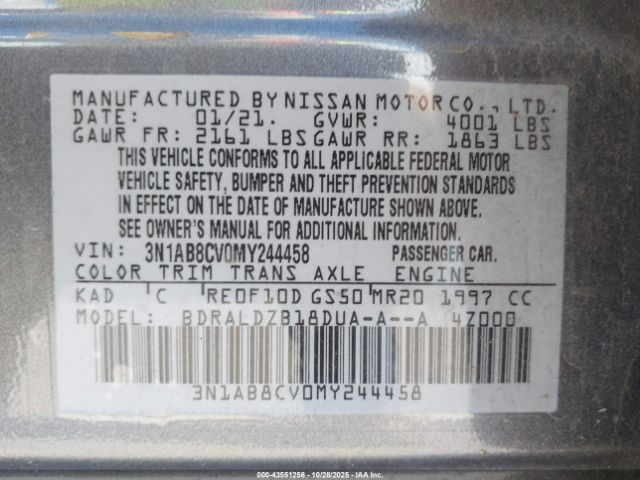 MANUFACTURED BY NISSAN MOTOR CO., LTD.
DATE: 01/21. GVWR: 4001 LBS
GAWR FR: 2161 LBS GAWR RR: 1863 LBS
THIS VEHICLE CONFORMS TO ALL APPLICABLE FEDERAL MOTOR
VEHICLE SAFETY, BUMPER AND THEFT PREVENTION STANDARDS
IN EFFECT ON THE DATE OF MANUFACTURE SHOWN ABOVE.
SEE OWNER'S MANUAL FOR ADDITIONAL INFORMATION.
VIN: 3N1AB8CV0MY244458 PASSENGER CAR.
COLOR TRIM TRANS AXLE ENGINE
KAD C RE0F10D GS50 MR20 1997 CC
MODEL BDRALDZB18DUA-A--A 4Z000
3N1AB8CV0MY244458
© 000-43551256 | 10/28/2025 | IAA, Inc.